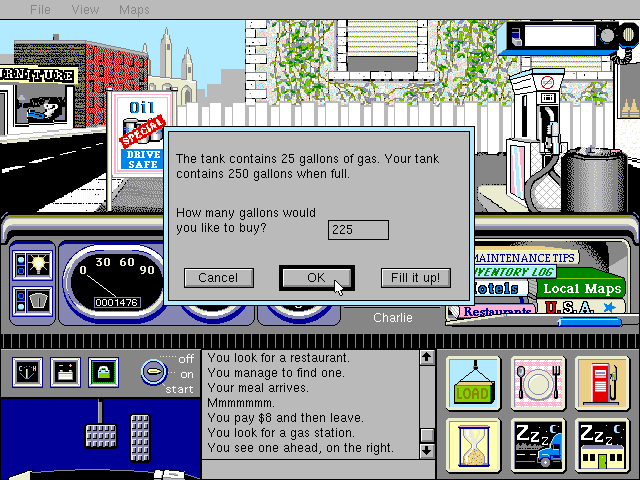 File View Maps
URNITURE
Oil
SPECIAL
DRIVE
SAFE
The tank contains 25 gallons of gas. Your tank
contains 250 gallons when full.
How many gallons would
you like to buy?
225
Cancel
OK
Fill it up!
0 30 60 90
0001476
MAINTENANCE TIPS
INVENTORY LOG
Hotels
Local Maps
Restaurants
U.S.A.
Charlie
off
on
start
You look for a restaurant.
You manage to find one.
Your meal arrives.
Mmmmmmm.
You pay $8 and then leave.
You look for a gas station.
You see one ahead, on the right.
C H
LOAD
ZZZ
ZZZ